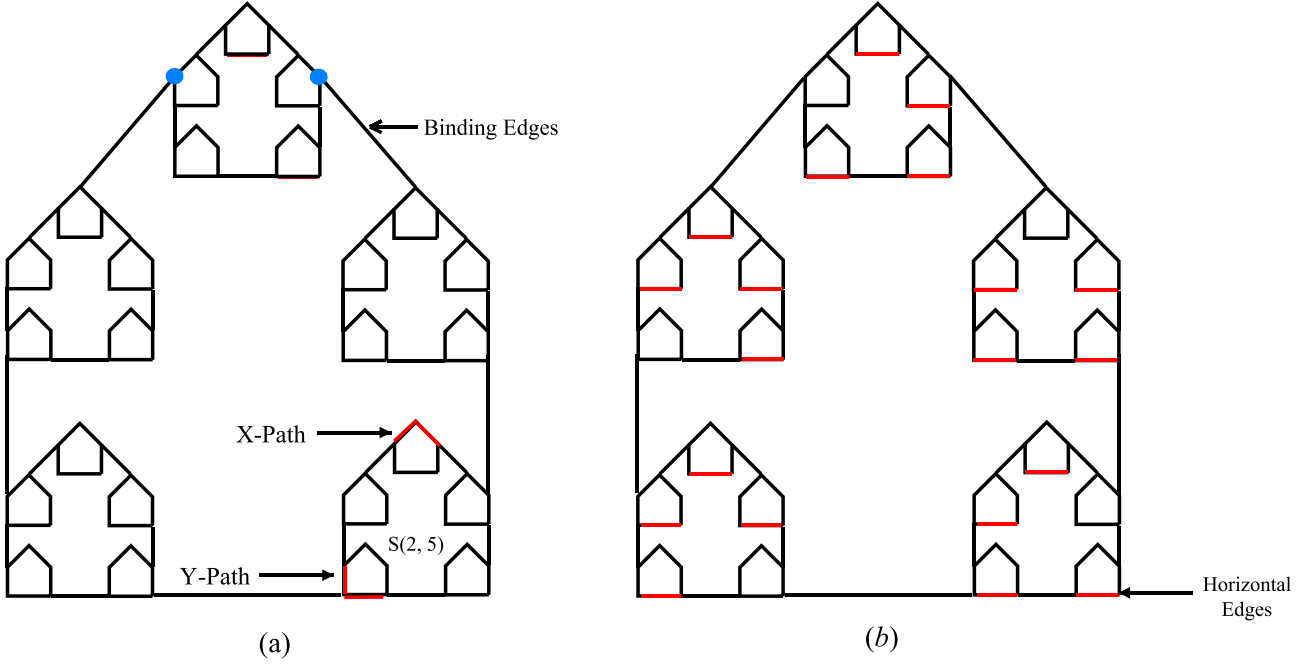 Binding Edges
X-Path
S(2, 5)
Y-Path
Horizontal
Edges
(a)
(b)